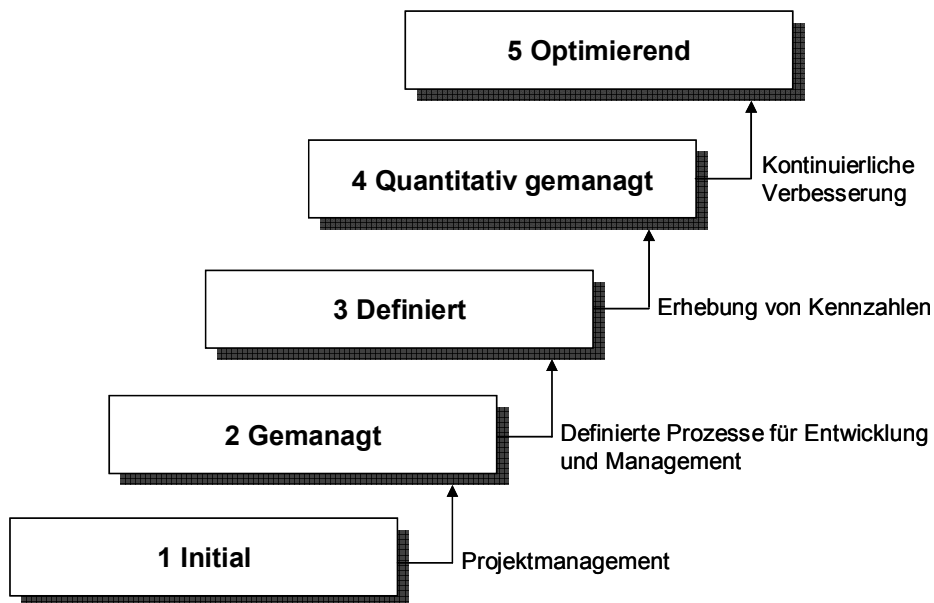 5 Optimierend
Kontinuierliche
Verbesserung
4 Quantitativ gemanagt
3 Definiert
Erhebung von Kennzahlen
2 Gemanagt
Definierte Prozesse für Entwicklung
und Management
1 Initial
Projektmanagement